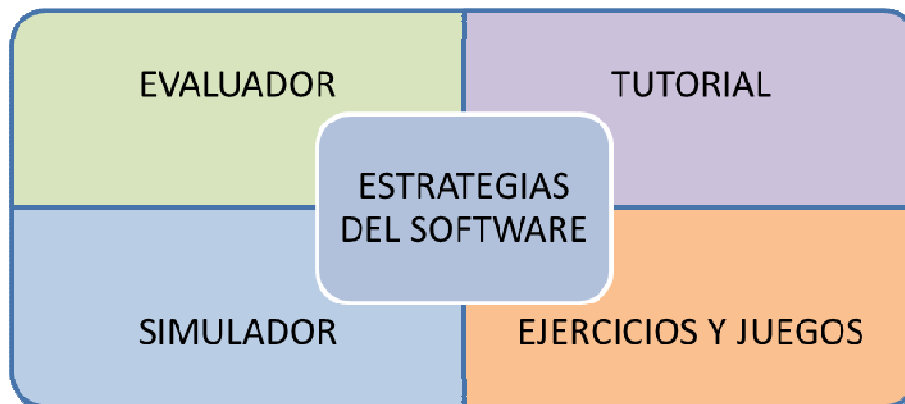 EVALUADOR
TUTORIAL
ESTRATEGIAS
DEL SOFTWARE
SIMULADOR
EJERCICIOS Y JUEGOS